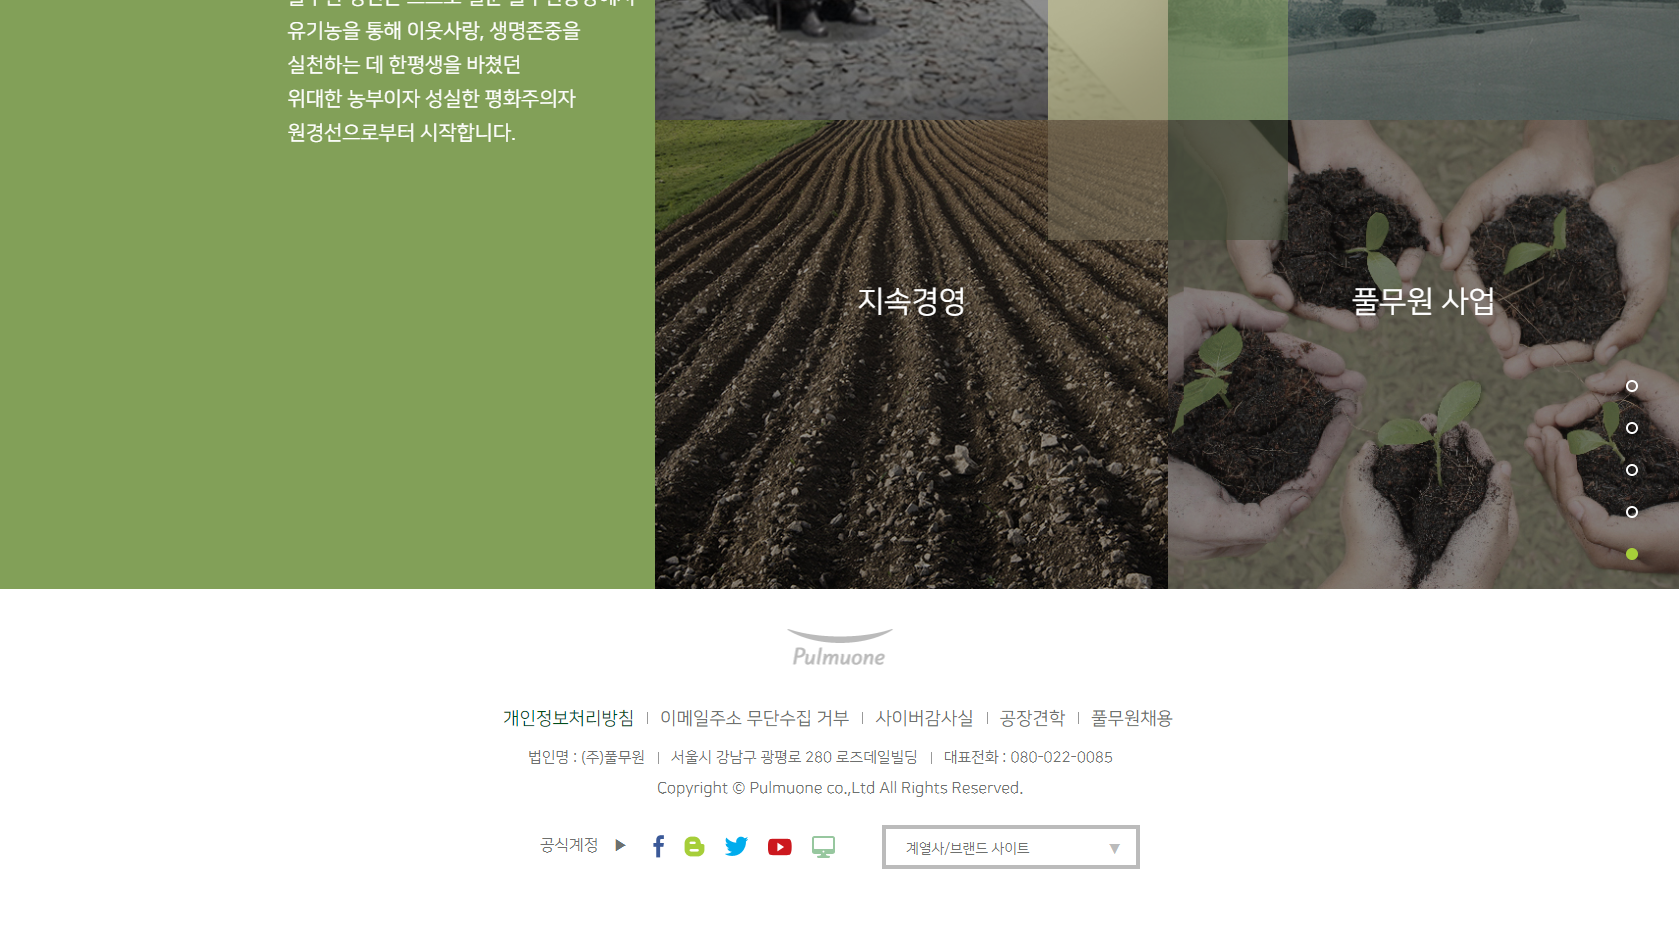 유기농을 통해 이웃사랑, 생명존중을
실천하는 데 한평생을 바쳤던
위대한 농부이자 성실한 평화주의자
원경선으로부터 시작합니다.
지속경영
풀무원 사업
Pulmuone
개인정보처리방침 | 이메일주소 무단수집 거부 | 사이버감사실 | 공장견학 | 풀무원채용
법인명 : (주)풀무원 | 서울시 강남구 광평로 280 로즈데일빌딩 | 대표전화 : 080-022-0085
Copyright © Pulmuone co.,Ltd All Rights Reserved.
공식계정 ▶
계열사/브랜드 사이트 ▼